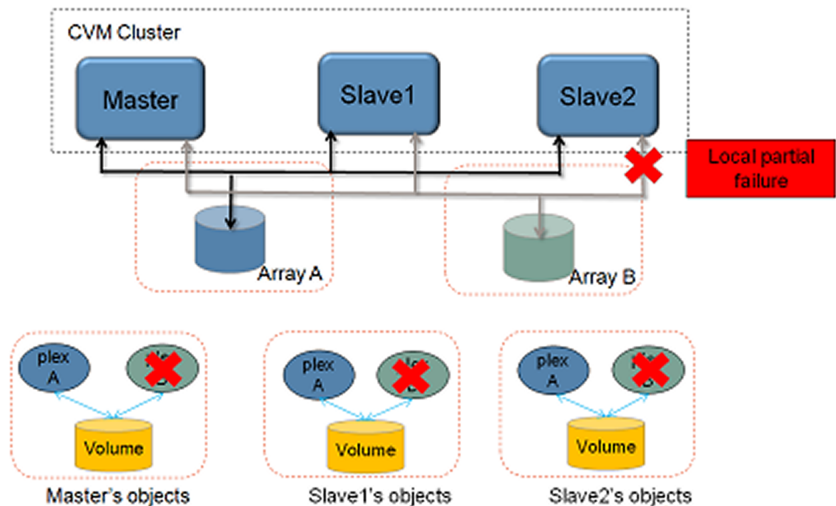 CVM Cluster
Master
Slave1
Slave2
Local partial
failure
Array A
Array B
plex
A
Volume
plex
A
Volume
plex
A
B
Volume
Master's objects
Slave1's objects
Slave2's objects